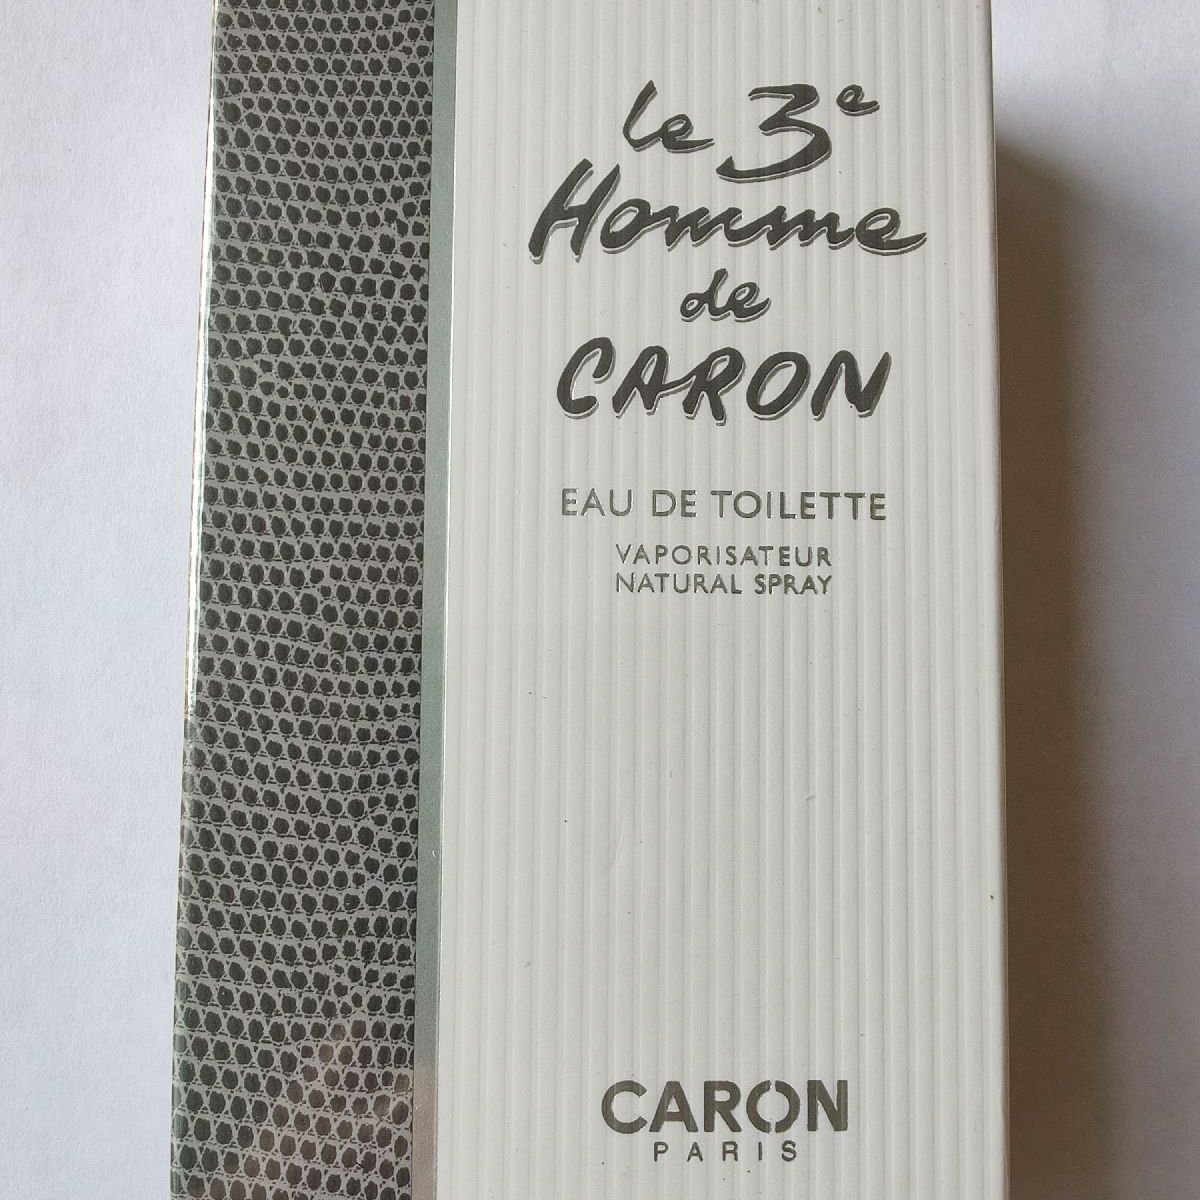 le 3e
Homme
de
CARON
EAU DE TOILETTE
VAPORISATEUR
NATURAL SPRAY
CARON
PARIS